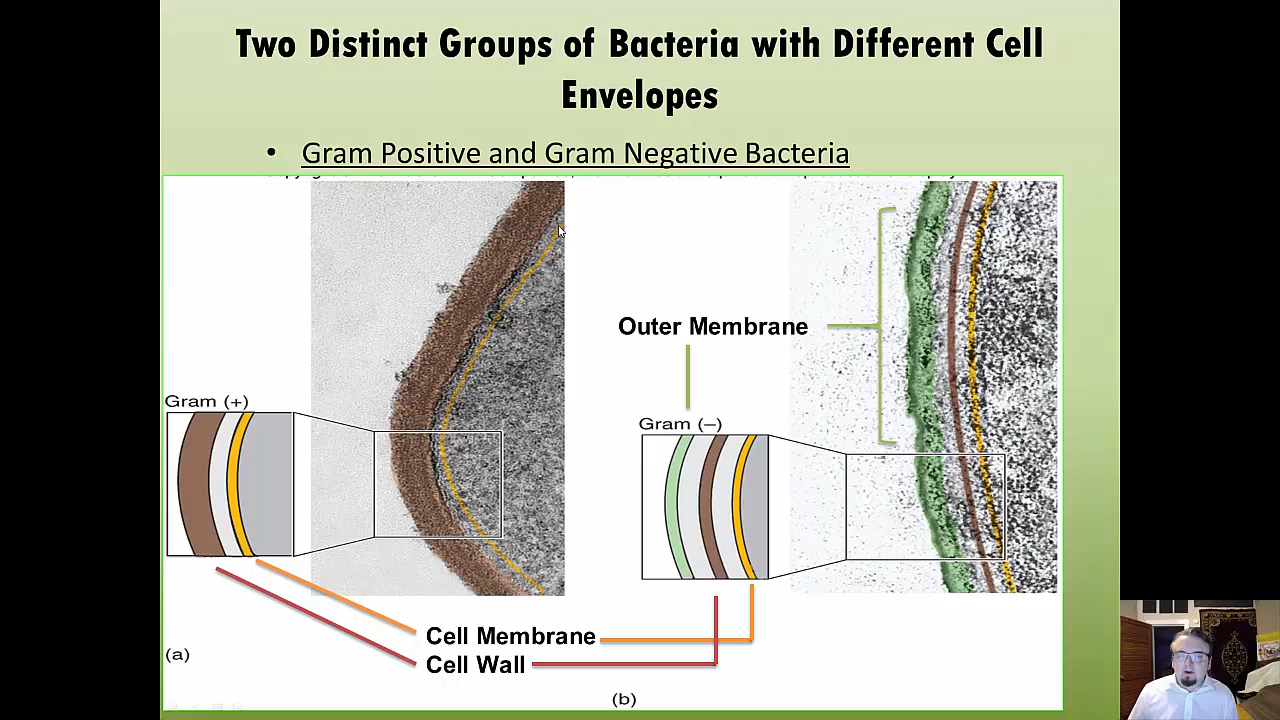 Two Distinct Groups of Bacteria with Different Cell
Envelopes
• Gram Positive and Gram Negative Bacteria
Outer Membrane
Gram (+)
Gram (–)
Cell Membrane
Cell Wall
(a)
(b)